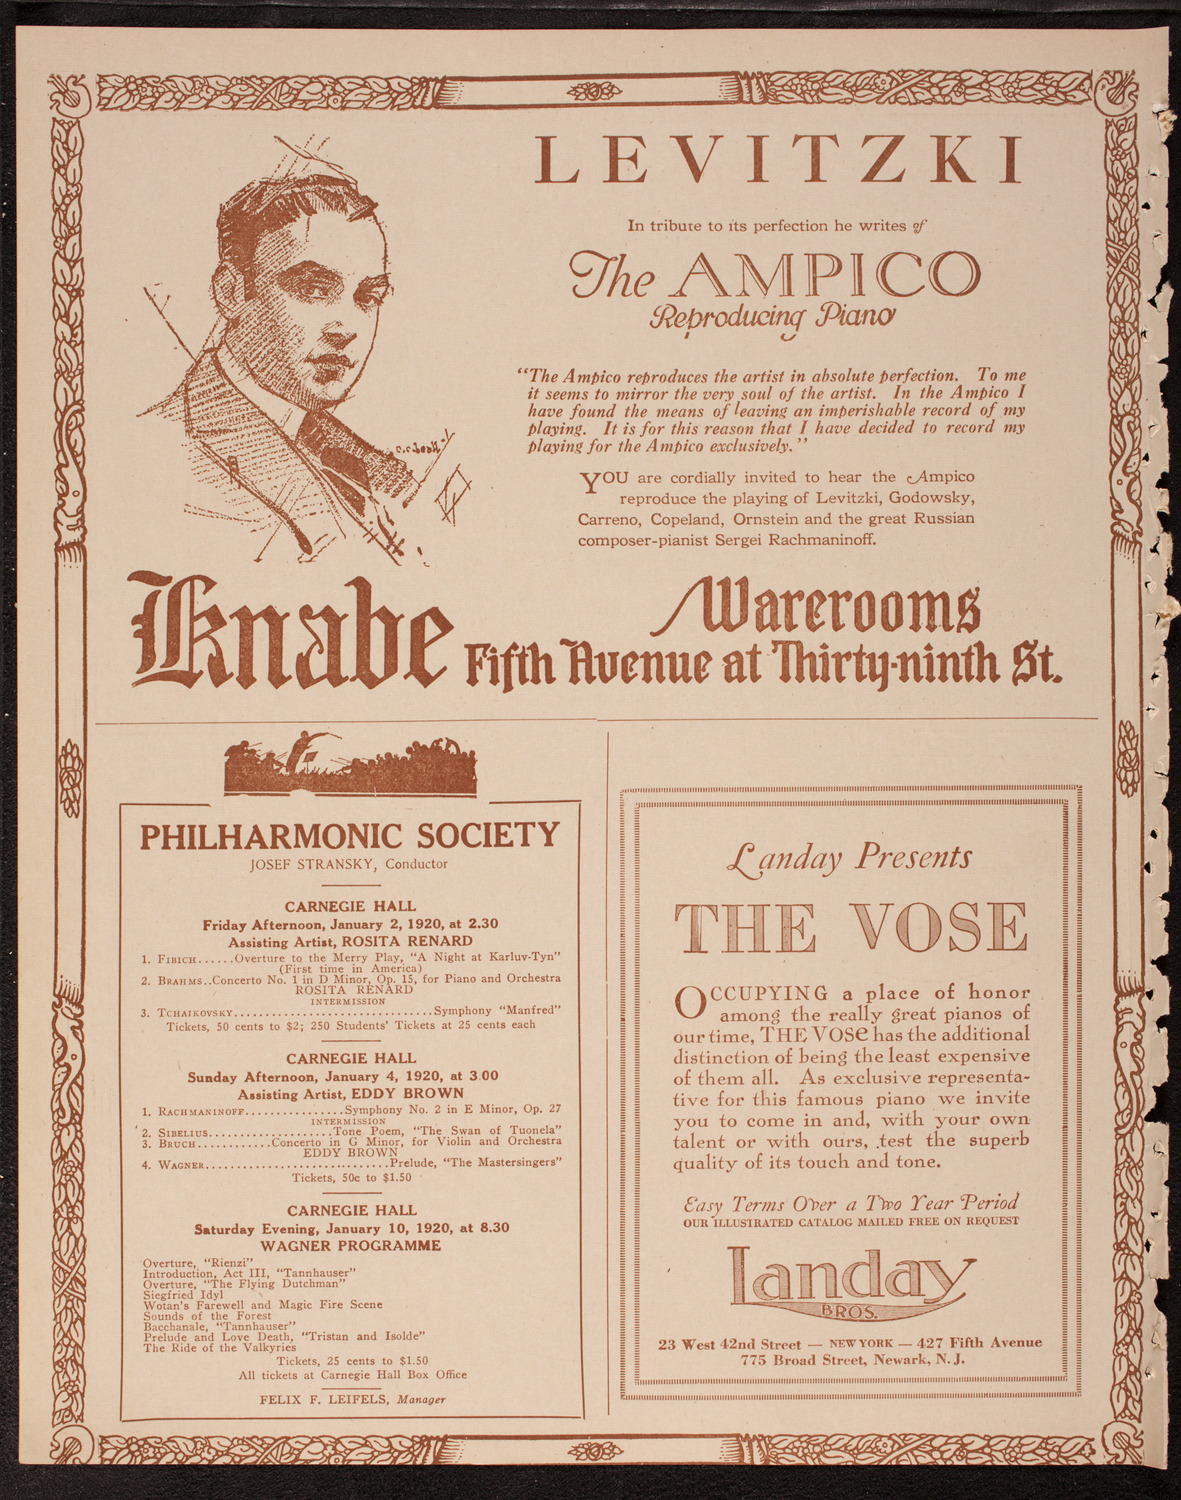 LEVITZKI
In tribute to its perfection he writes of
The AMPICO
Reproducing Piano
"The Ampico reproduces the artist in absolute perfection. To me
it seems to mirror the very soul of the artist. In the Ampico I
have found the means of leaving an imperishable record of my
playing. It is for this reason that I have decided to record my
playing for the Ampico exclusively."
YOU are cordially invited to hear the Ampico
reproduce the playing of Levitzki, Godowsky,
Carreno, Copeland, Ornstein and the great Russian
composer-pianist Sergei Rachmaninoff.
Knabe Warerooms
Fifth Avenue at Thirty-ninth St.
PHILHARMONIC SOCIETY
JOSEF STRANSKY, Conductor
CARNEGIE HALL
Friday Afternoon, January 2, 1920, at 2.30
Assisting Artist, ROSITA RENARD
1. FIBICH......Overture to the Merry Play, "A Night at Karluv-Tyn"
(First time in America)
2. BRAHMS..Concerto No. 1 in D Minor, Op. 15, for Piano and Orchestra
ROSITA RENARD
INTERMISSION
3. TCHAIKOVSKY................................Symphony "Manfred"
Tickets, 50 cents to $2; 250 Students' Tickets at 25 cents each
CARNEGIE HALL
Sunday Afternoon, January 4, 1920, at 3.00
Assisting Artist, EDDY BROWN
1. RACHMANINOFF................Symphony No. 2 in E Minor, Op. 27
INTERMISSION
2. SIBELIUS....................Tone Poem, "The Swan of Tuonela"
3. BRUCH............Concerto in G Minor, for Violin and Orchestra
EDDY BROWN
4. WAGNER.............................Prelude, "The Mastersingers"
Tickets, 50c to $1.50
CARNEGIE HALL
Saturday Evening, January 10, 1920, at 8.30
WAGNER PROGRAMME
Overture, "Rienzi"
Introduction, Act III, "Tannhauser"
Overture, "The Flying Dutchman"
Siegfried Idyl
Wotan's Farewell and Magic Fire Scene
Sounds of the Forest
Bacchanale, "Tannhauser"
Prelude and Love Death, "Tristan and Isolde"
The Ride of the Valkyries
Tickets, 25 cents to $1.50
All tickets at Carnegie Hall Box Office
FELIX F. LEIFELS, Manager
Landay Presents
THE VOSE
OCCUPYING a place of honor
among the really great pianos of
our time, THE VOSE has the additional
distinction of being the least expensive
of them all. As exclusive representa-
tive for this famous piano we invite
you to come in and, with your own
talent or with ours, test the superb
quality of its touch and tone.
Easy Terms Over a Two Year Period
OUR ILLUSTRATED CATALOG MAILED FREE ON REQUEST
Landay
BROS.
23 West 42nd Street — NEW YORK — 427 Fifth Avenue
775 Broad Street, Newark, N. J.